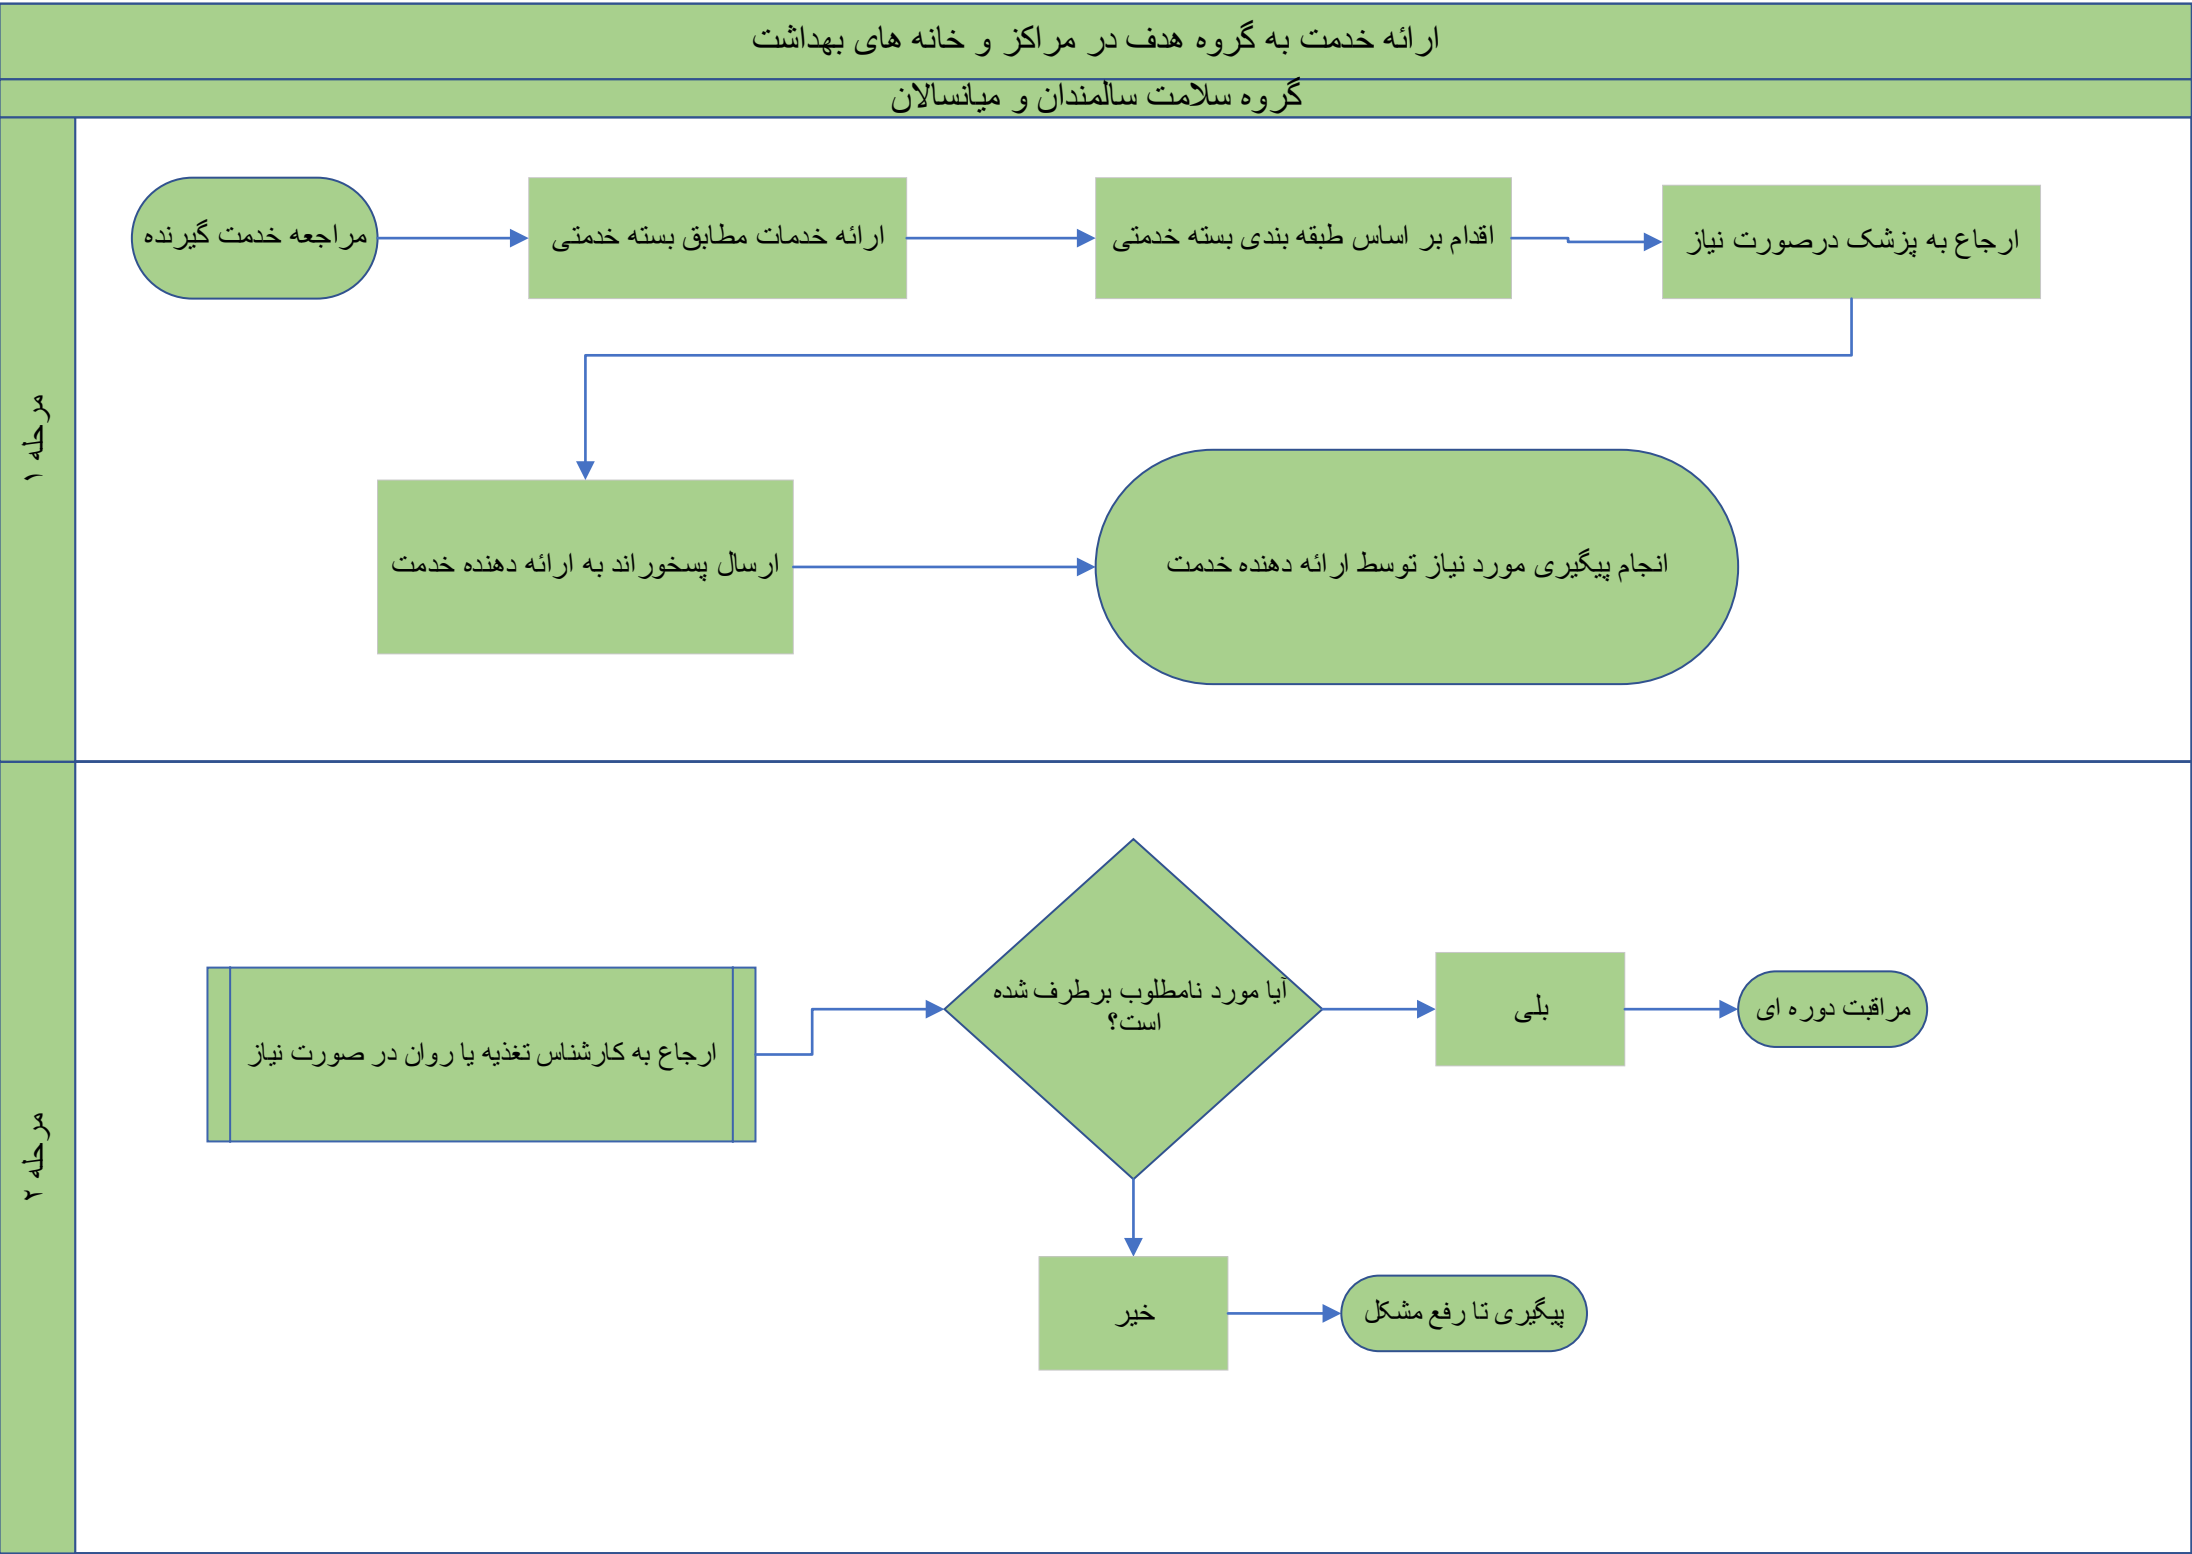 ارائه خدمت به گروه هدف در مراکز و خانه های بهداشت
گروه سلامت سالمندان و میانسالان
مرحله ۱
مراجعه خدمت گیرنده
ارائه خدمات مطابق بسته خدمتی
اقدام بر اساس طبقه بندی بسته خدمتی
ارجاع به پزشک درصورت نیاز
ارسال پسخوراند به ارائه دهنده خدمت
انجام پیگیری مورد نیاز توسط ارائه دهنده خدمت
مرحله ۲
ارجاع به کارشناس تغذیه یا روان در صورت نیاز
آیا مورد نامطلوب برطرف شده
است؟
بلی
مراقبت دوره ای
خیر
پیگیری تا رفع مشکل